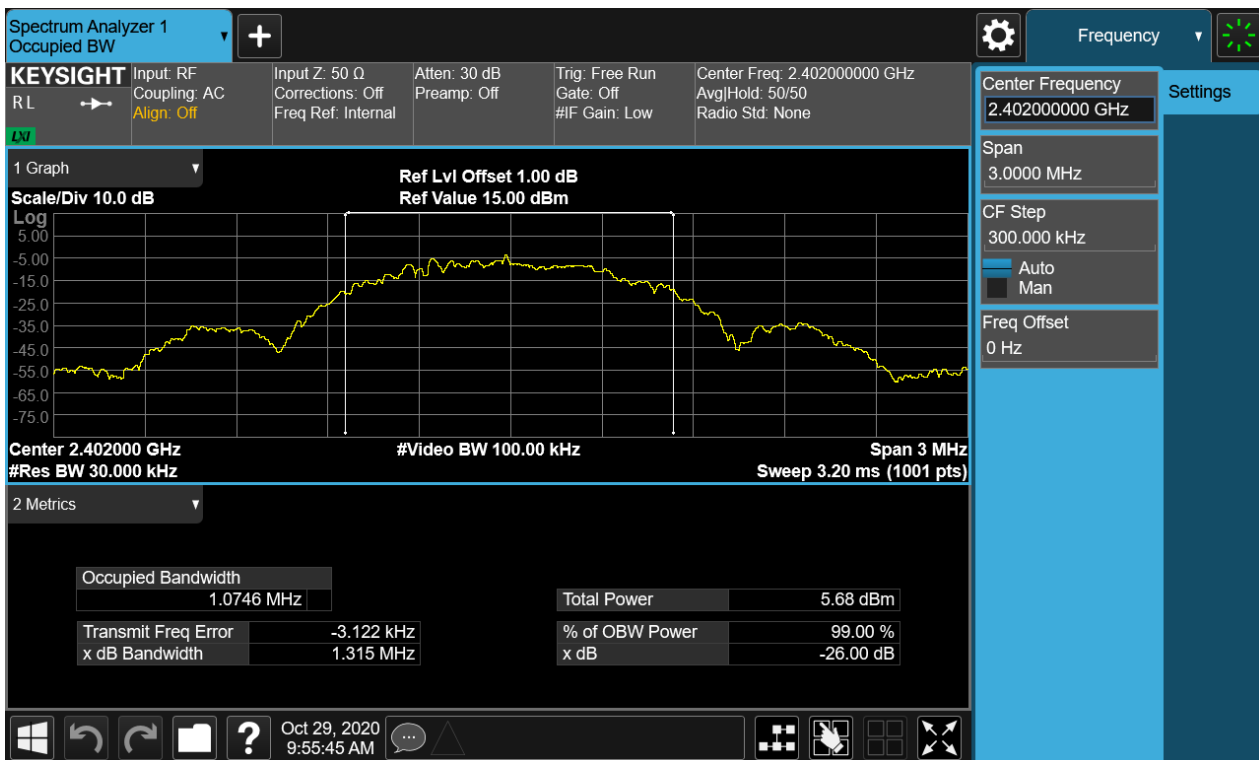 Spectrum Analyzer 1
Occupied BW
Frequency
KEYSIGHT
R L
LXI
Input: RF
Coupling: AC
Align: Off
Input Z: 50 Ω
Corrections: Off
Freq Ref: Internal
Atten: 30 dB
Preamp: Off
Trig: Free Run
Gate: Off
#IF Gain: Low
Center Freq: 2.402000000 GHz
Avg|Hold: 50/50
Radio Std: None
Center Frequency
2.402000000 GHz
Settings
Span
3.0000 MHz
CF Step
300.000 kHz
Auto
Man
Freq Offset
0 Hz
1 Graph
Scale/Div 10.0 dB
Ref Lvl Offset 1.00 dB
Ref Value 15.00 dBm
Log
5.00
-5.00
-15.0
-25.0
-35.0
-45.0
-55.0
-65.0
-75.0
Center 2.402000 GHz
#Video BW 100.00 kHz
Span 3 MHz
#Res BW 30.000 kHz
Sweep 3.20 ms (1001 pts)
2 Metrics
Occupied Bandwidth
1.0746 MHz
Total Power 5.68 dBm
Transmit Freq Error -3.122 kHz
% of OBW Power 99.00 %
x dB Bandwidth 1.315 MHz
x dB -26.00 dB
?
Oct 29, 2020
9:55:45 AM